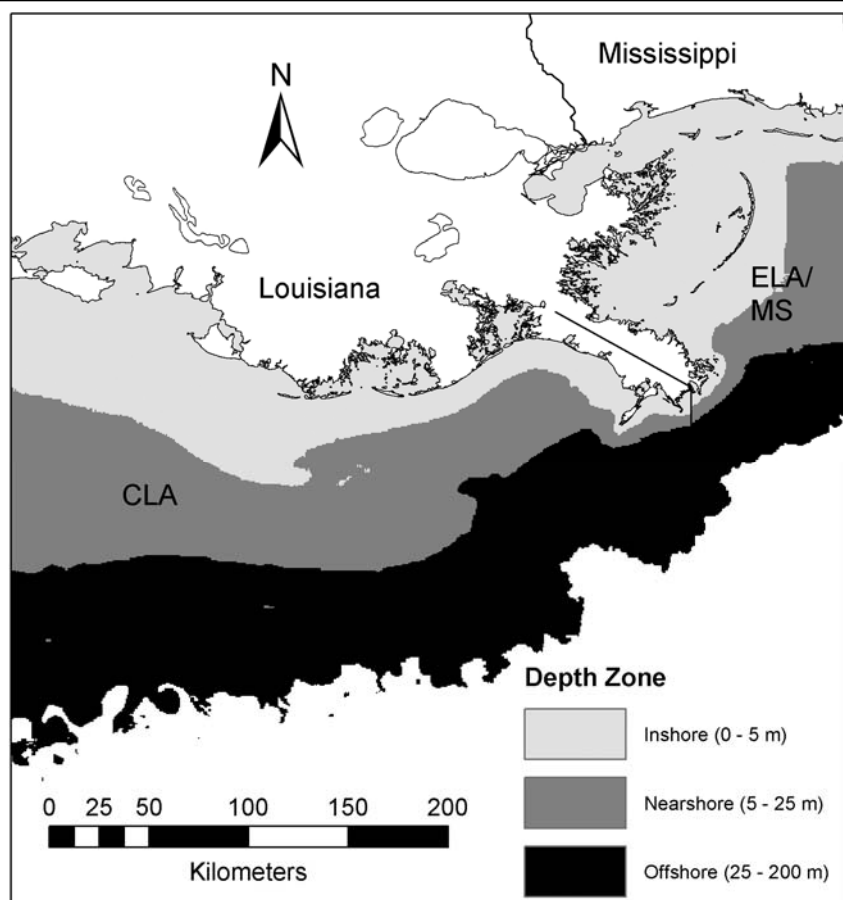 Mississippi
N
Louisiana
ELA/
MS
CLA
Depth Zone
Inshore (0 - 5 m)
Nearshore (5 - 25 m)
Offshore (25 - 200 m)
0 25 50 100 150 200
Kilometers